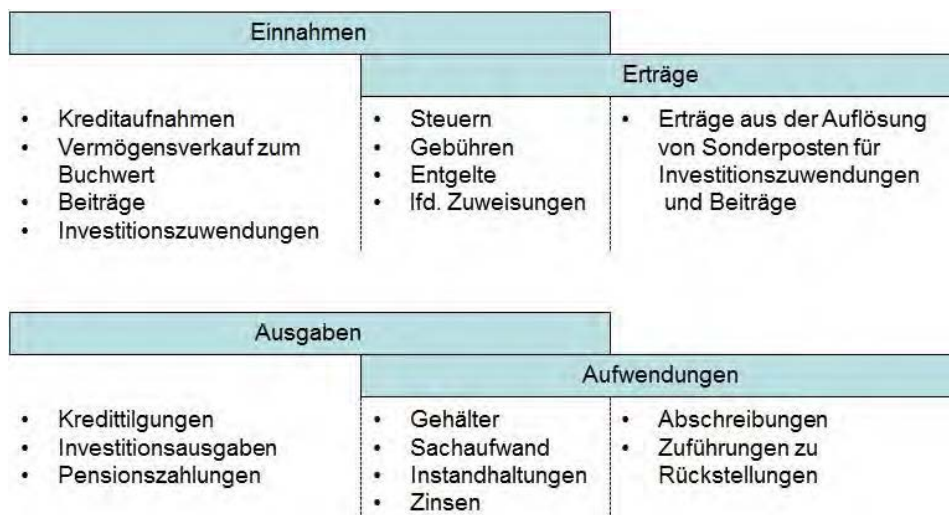 Einnahmen
Erträge
• Kreditaufnahmen
• Vermögensverkauf zum
Buchwert
• Beiträge
• Investitionszuwendungen
• Steuern
• Gebühren
• Entgelte
• lfd. Zuweisungen
• Erträge aus der Auflösung
von Sonderposten für
Investitionszuwendungen
und Beiträge
Ausgaben
Aufwendungen
• Kredittilgungen
• Investitionsausgaben
• Pensionszahlungen
• Gehälter
• Sachaufwand
• Instandhaltungen
• Zinsen
• Abschreibungen
• Zuführungen zu
Rückstellungen